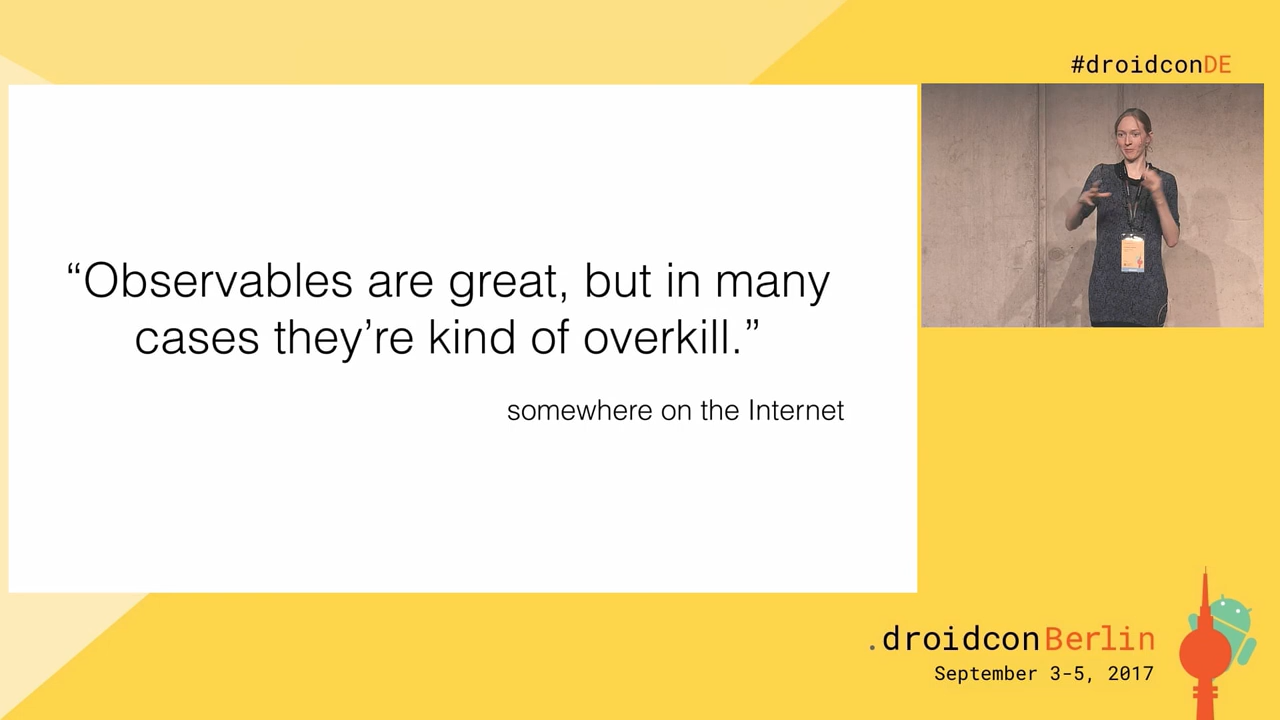 #droidconDE
“Observables are great, but in many
cases they’re kind of overkill.”
somewhere on the Internet
.droidconBerlin
September 3-5, 2017